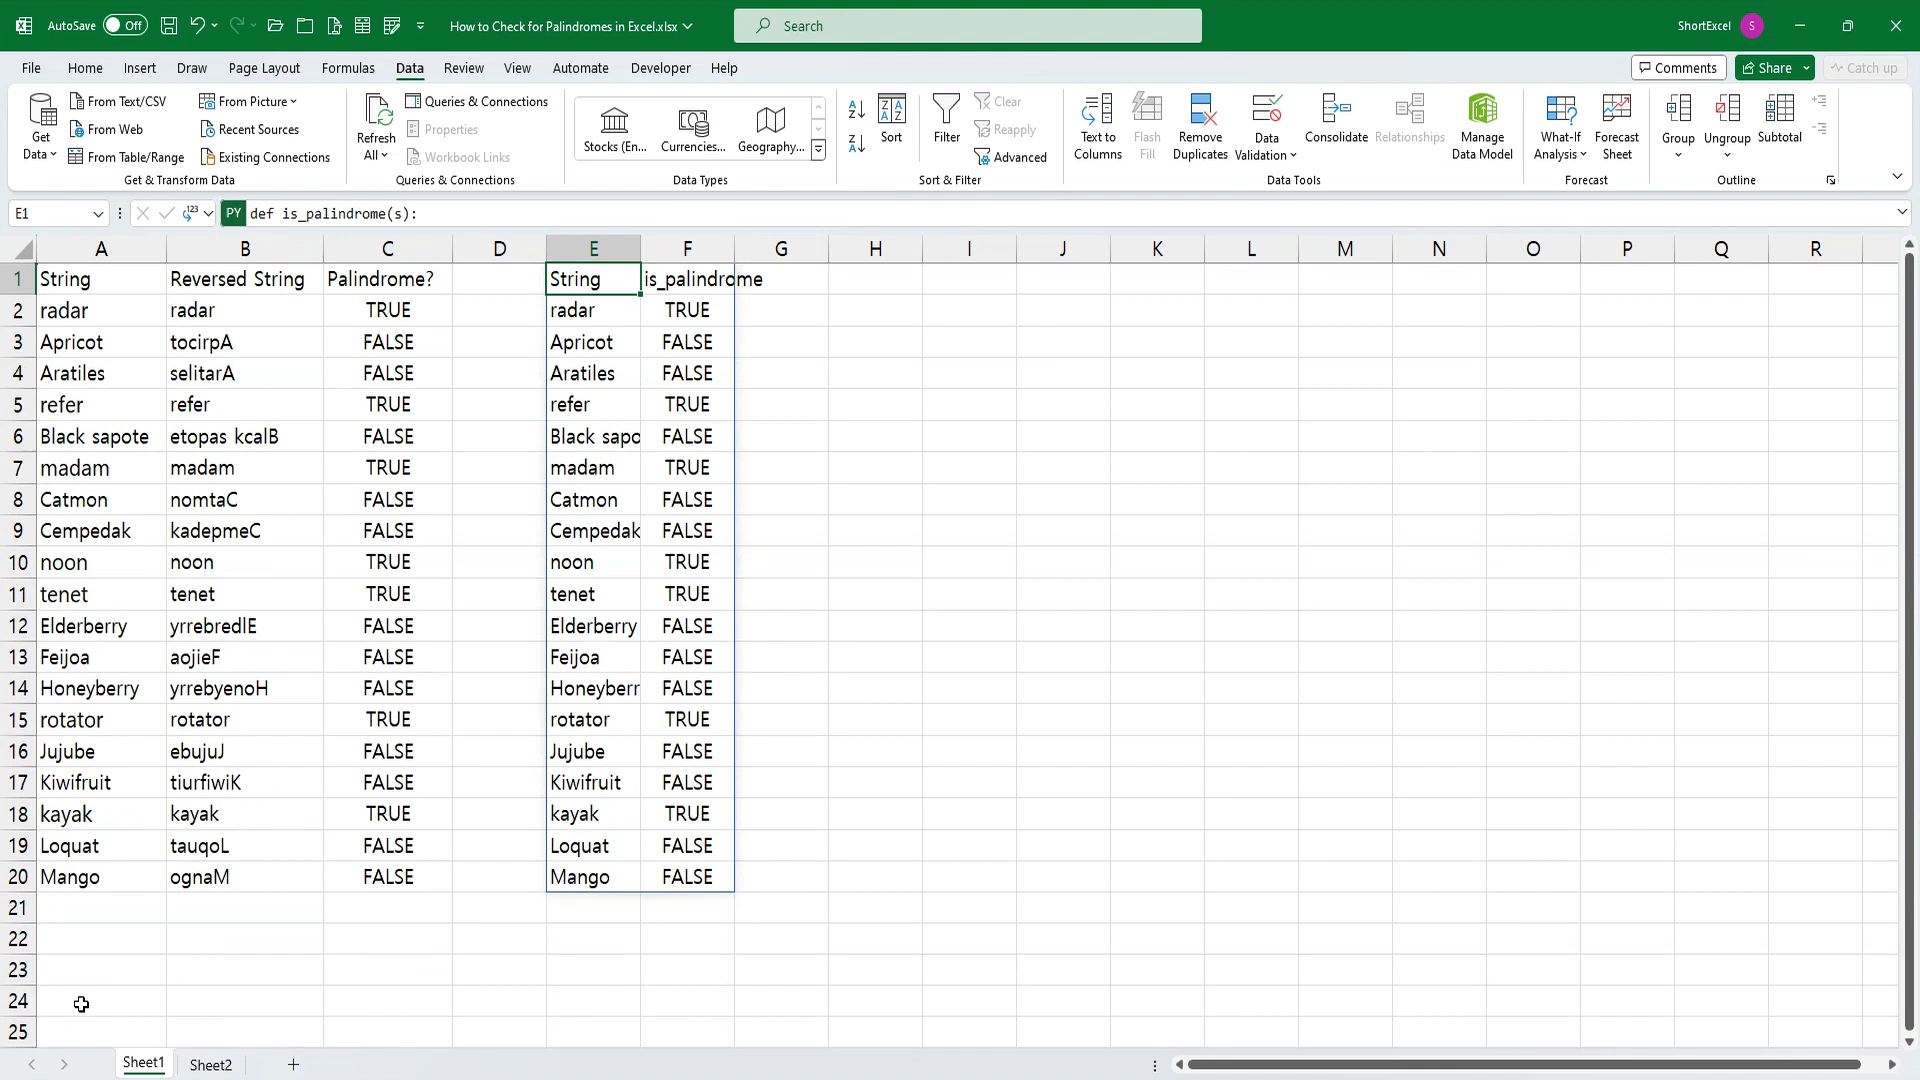 AutoSave Off How to Check for Palindromes in Excel.xlsx Search ShortExcel S
File Home Insert Draw Page Layout Formulas Data Review View Automate Developer Help Comments Share Catch up
Get Data From Text/CSV From Web From Table/Range From Picture Recent Sources Existing Connections
Refresh All Queries & Connections Properties Workbook Links
Stocks (En... Currencies... Geography...
Sort Filter Clear Reapply Advanced
Text to Columns Flash Fill Remove Duplicates Data Validation Consolidate Relationships Manage Data Model
What-If Analysis Forecast Sheet Group Ungroup Subtotal
Get & Transform Data Queries & Connections Data Types Sort & Filter Data Tools Forecast Outline
E1 PY def is_palindrome(s):
A B C D E F G H I J K L M N O P Q R
1 String Reversed String Palindrome? String is_palindrome
2 radar radar TRUE radar TRUE
3 Apricot tocirpA FALSE Apricot FALSE
4 Aratiles selitarA FALSE Aratiles FALSE
5 refer refer TRUE refer TRUE
6 Black sapote etopas kcalB FALSE Black sapo FALSE
7 madam madam TRUE madam TRUE
8 Catmon nomtaC FALSE Catmon FALSE
9 Cempedak kadepmeC FALSE Cempedak FALSE
10 noon noon TRUE noon TRUE
11 tenet tenet TRUE tenet TRUE
12 Elderberry yrrebredlE FALSE Elderberry FALSE
13 Feijoa aojieF FALSE Feijoa FALSE
14 Honeyberry yrrebyenoH FALSE Honeyberr FALSE
15 rotator rotator TRUE rotator TRUE
16 Jujube ebujuJ FALSE Jujube FALSE
17 Kiwifruit tiurfiwiK FALSE Kiwifruit FALSE
18 kayak kayak TRUE kayak TRUE
19 Loquat tauqoL FALSE Loquat FALSE
20 Mango ognaM FALSE Mango FALSE
21
22
23
24
25
Sheet1 Sheet2